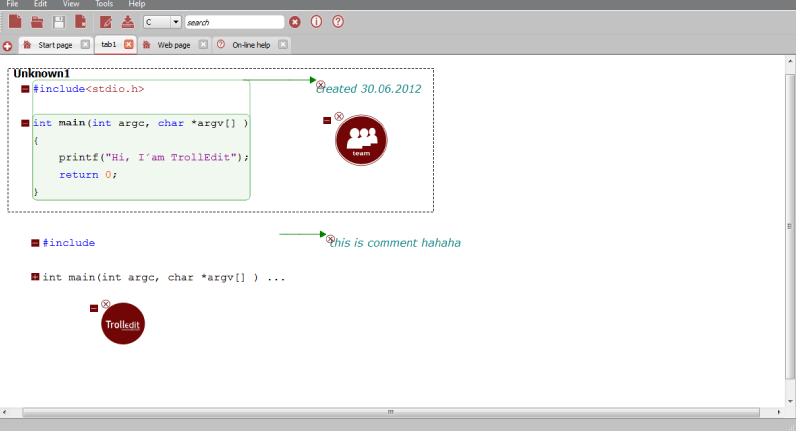 File Edit View Tools Help
C search
Start page tab1 Web page On-line help
Unknown1
#include<stdio.h> created 30.06.2012
int main(int argc, char *argv[] )
{
team
printf("Hi, I´am TrollEdit");
return 0;
}
#include this is comment hahaha
int main(int argc, char *argv[] ) ...
TrollEdit